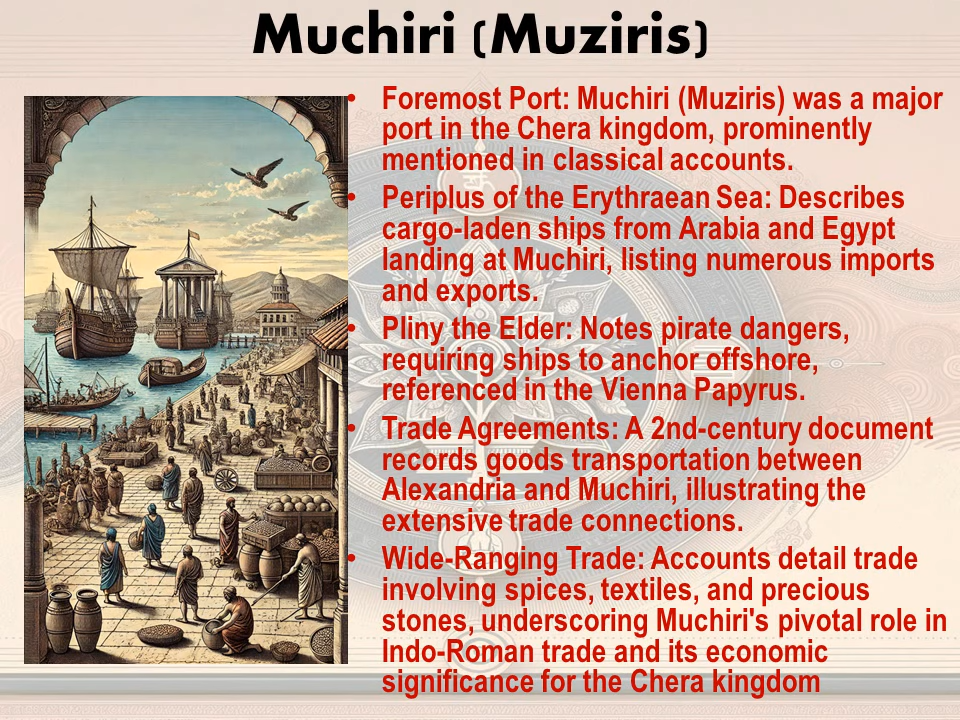 Muchiri (Muziris)
• Foremost Port: Muchiri (Muziris) was a major
port in the Chera kingdom, prominently
mentioned in classical accounts.
• Periplus of the Erythraean Sea: Describes
cargo-laden ships from Arabia and Egypt
landing at Muchiri, listing numerous imports
and exports.
• Pliny the Elder: Notes pirate dangers,
requiring ships to anchor offshore,
referenced in the Vienna Papyrus.
• Trade Agreements: A 2nd-century document
records goods transportation between
Alexandria and Muchiri, illustrating the
extensive trade connections.
• Wide-Ranging Trade: Accounts detail trade
involving spices, textiles, and precious
stones, underscoring Muchiri's pivotal role in
Indo-Roman trade and its economic
significance for the Chera kingdom